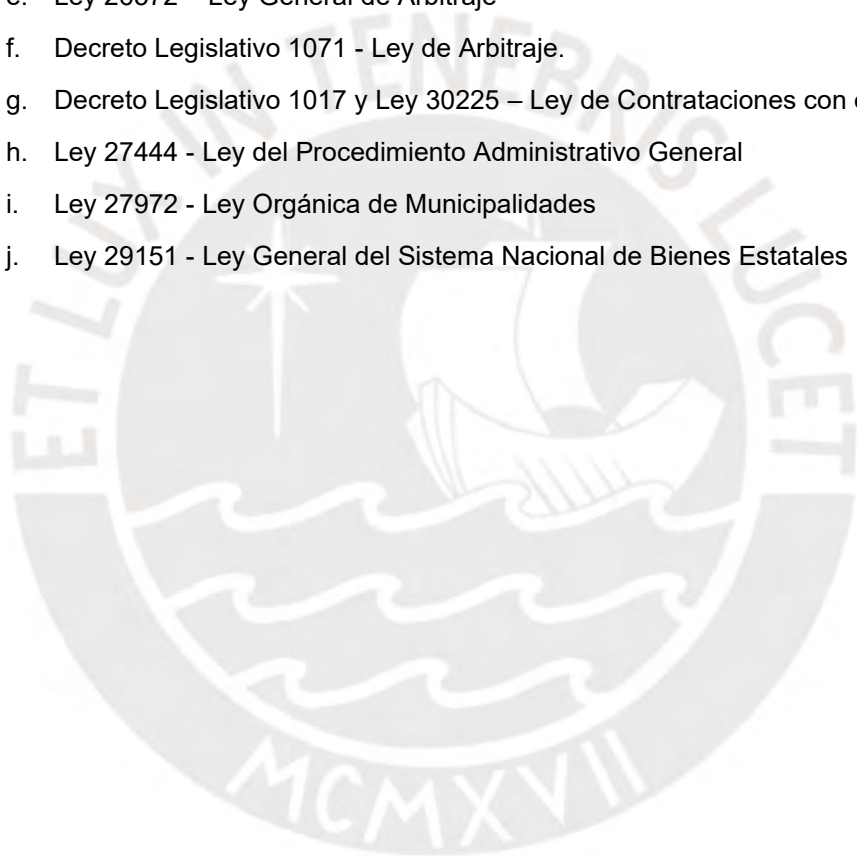 e. Ley 26872 – Ley General de Arbitraje
f. Decreto Legislativo 1071 - Ley de Arbitraje.
g. Decreto Legislativo 1017 y Ley 30225 – Ley de Contrataciones con
h. Ley 27444 - Ley del Procedimiento Administrativo General
i. Ley 27972 - Ley Orgánica de Municipalidades
j. Ley 29151 - Ley General del Sistema Nacional de Bienes Estatales
ET LUX IN TENEBRIS LUCET
MCMXVII